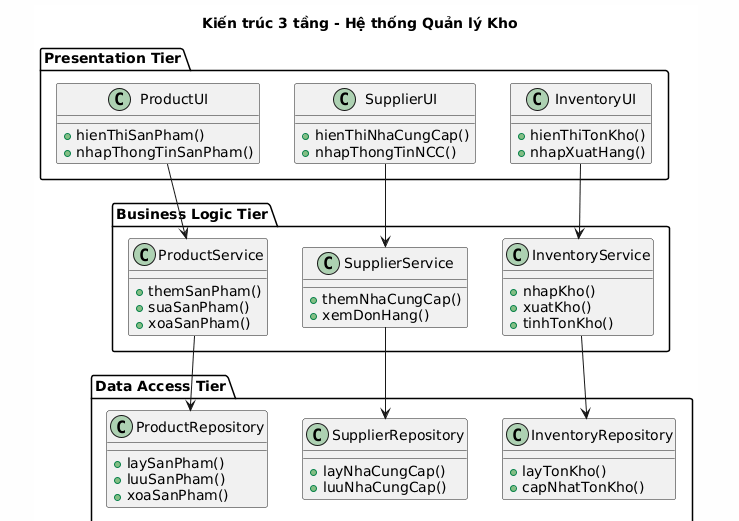 Kiến trúc 3 tầng - Hệ thống Quản lý Kho
Presentation Tier
C ProductUI
hienThiSanPham()
nhapThongTinSanPham()
C SupplierUI
hienThiNhaCungCap()
nhapThongTinNCC()
C InventoryUI
hienThiTonKho()
nhapXuatHang()
Business Logic Tier
C ProductService
themSanPham()
suaSanPham()
xoaSanPham()
C SupplierService
themNhaCungCap()
xemDonHang()
C InventoryService
nhapKho()
xuatKho()
tinhTonKho()
Data Access Tier
C ProductRepository
laySanPham()
luuSanPham()
xoaSanPham()
C SupplierRepository
layNhaCungCap()
luuNhaCungCap()
C InventoryRepository
layTonKho()
capNhatTonKho()